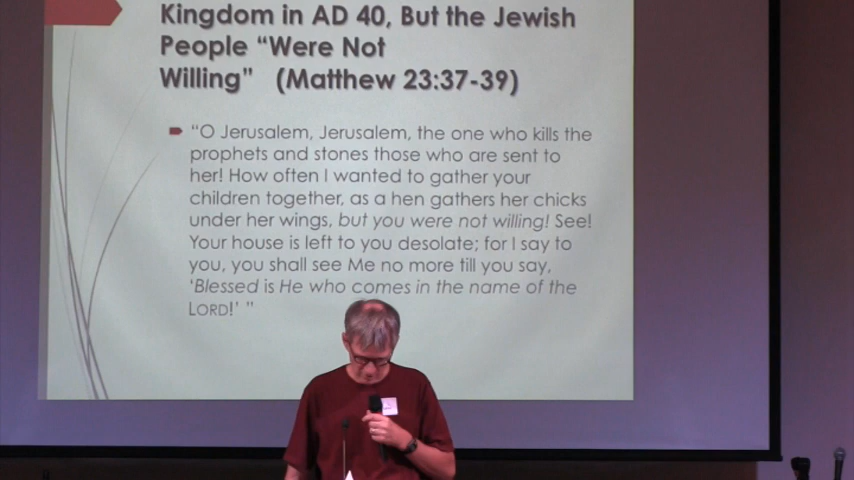 Kingdom in AD 40, But the Jewish
People “Were Not
Willing” (Matthew 23:37-39)
“O Jerusalem, Jerusalem, the one who kills the
prophets and stones those who are sent to
her! How often I wanted to gather your
children together, as a hen gathers her chicks
under her wings, but you were not willing! See!
Your house is left to you desolate; for I say to
you, you shall see Me no more till you say,
‘Blessed is He who comes in the name of the
LORD!’ ”